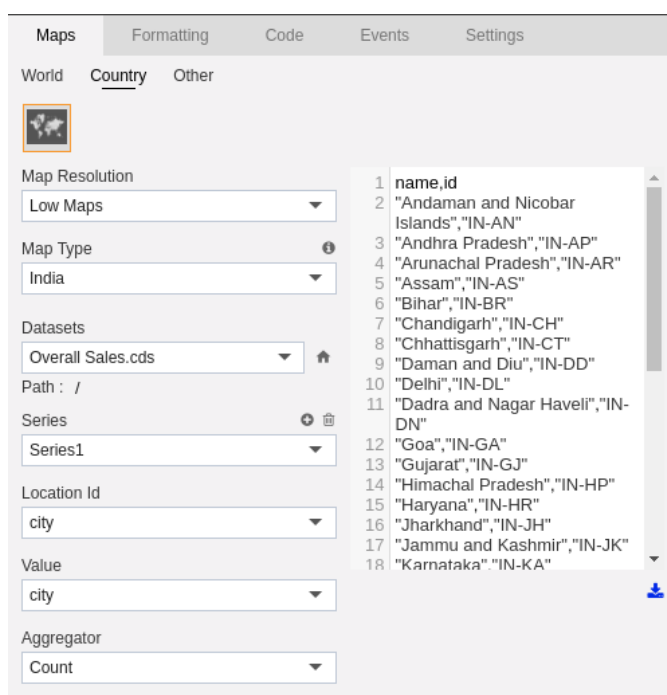 Maps Formatting Code Events Settings
World Country Other
Map Resolution
Low Maps
Map Type
India
Datasets
Overall Sales.cds
Path : /
Series
Series1
Location Id
city
Value
city
Aggregator
Count
1 name,id
2 "Andaman and Nicobar
Islands","IN-AN"
3 "Andhra Pradesh","IN-AP"
4 "Arunachal Pradesh","IN-AR"
5 "Assam","IN-AS"
6 "Bihar","IN-BR"
7 "Chandigarh","IN-CH"
8 "Chhattisgarh","IN-CT"
9 "Daman and Diu","IN-DD"
10 "Delhi","IN-DL"
11 "Dadra and Nagar Haveli","IN-
DN"
12 "Goa","IN-GA"
13 "Gujarat","IN-GJ"
14 "Himachal Pradesh","IN-HP"
15 "Haryana","IN-HR"
16 "Jharkhand","IN-JH"
17 "Jammu and Kashmir","IN-JK"
18 "Karnataka","IN-KA"